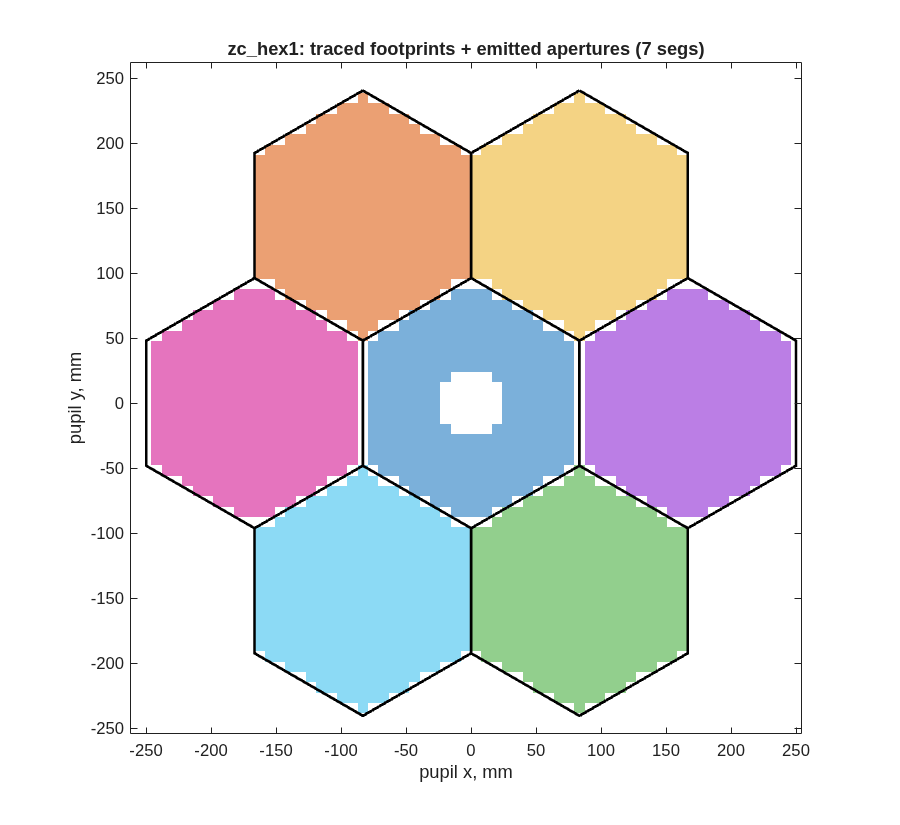 zc_hex1: traced footprints + emitted apertures (7 segs)
250
200
150
100
50
0
-50
-100
-150
-200
-250
pupil y, mm
-250 -200 -150 -100 -50 0 50 100 150 200 250
pupil x, mm